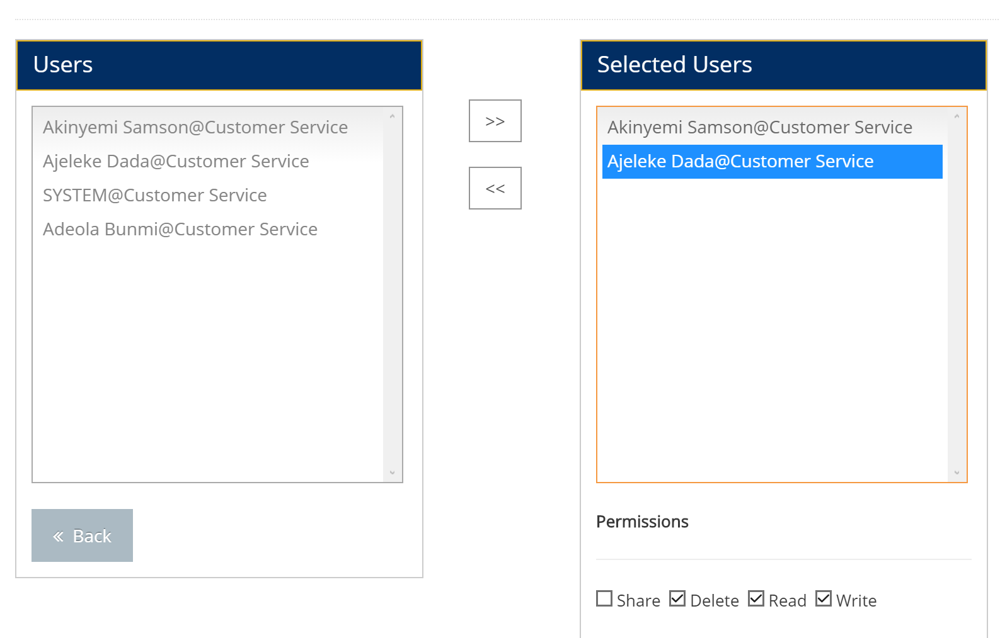 Users
Akinyemi Samson@Customer Service
Ajeleke Dada@Customer Service
SYSTEM@Customer Service
Adeola Bunmi@Customer Service
« Back
>>
<<
Selected Users
Akinyemi Samson@Customer Service
Ajeleke Dada@Customer Service
Permissions
Share Delete Read Write